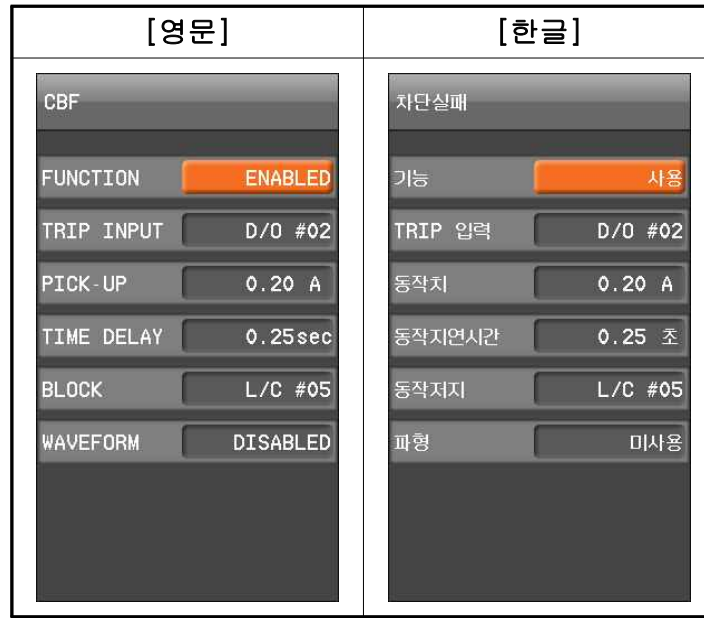 [영문]
[한글]
CBF
FUNCTION ENABLED
TRIP INPUT D/O #02
PICK-UP 0.20 A
TIME DELAY 0.25sec
BLOCK L/C #05
WAVEFORM DISABLED
차단실패
기능 사용
TRIP 입력 D/O #02
동작치 0.20 A
동작지연시간 0.25 초
동작저지 L/C #05
파형 미사용